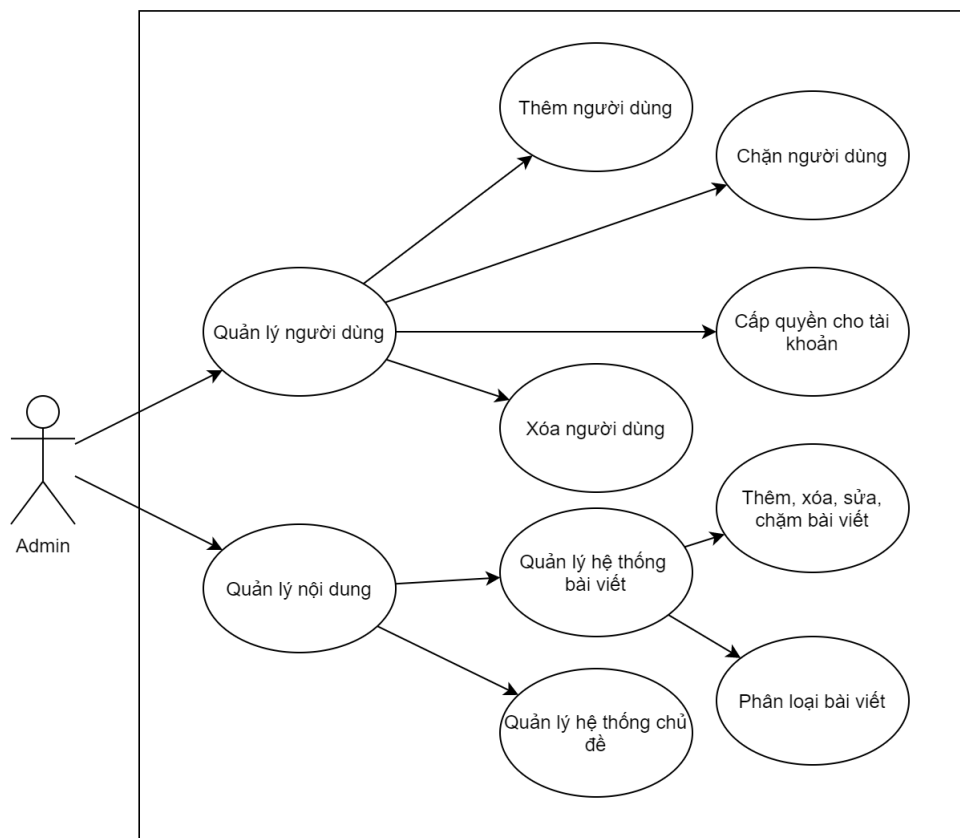 Thêm người dùng
Chặn người dùng
Quản lý người dùng
Cấp quyền cho tài
khoản
Xóa người dùng
Admin
Quản lý nội dung
Quản lý hệ thống
bài viết
Thêm, xóa, sửa,
chặm bài viết
Phân loại bài viết
Quản lý hệ thống chủ
đề